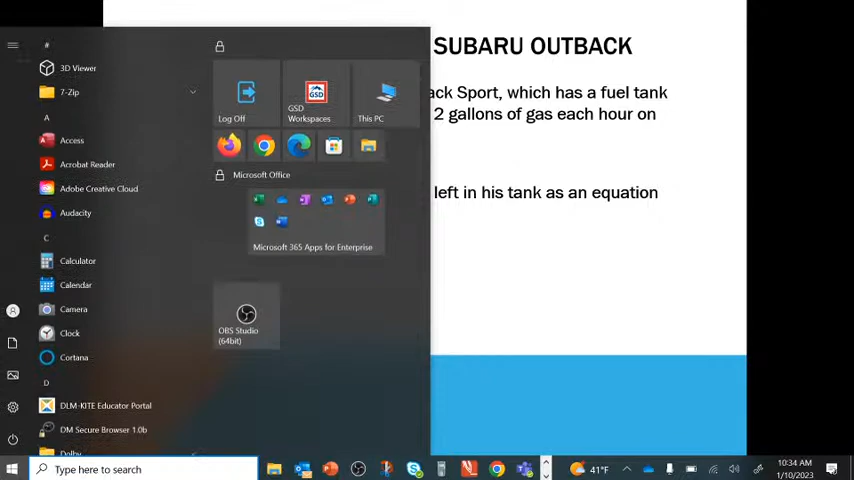 SUBARU OUTBACK
ack Sport, which has a fuel tank
2 gallons of gas each hour on
left in his tank as an equation
#
3D Viewer
7-Zip
A
Access
Acrobat Reader
Adobe Creative Cloud
Audacity
C
Calculator
Calendar
Camera
Clock
Cortana
D
DLM-KITE Educator Portal
DM Secure Browser 1.0b
Dolby
Log Off
GSD
GSD
Workspaces
This PC
Microsoft Office
Microsoft 365 Apps for Enterprise
OBS Studio
(64bit)
Type here to search
41°F
10:34 AM
1/10/2023